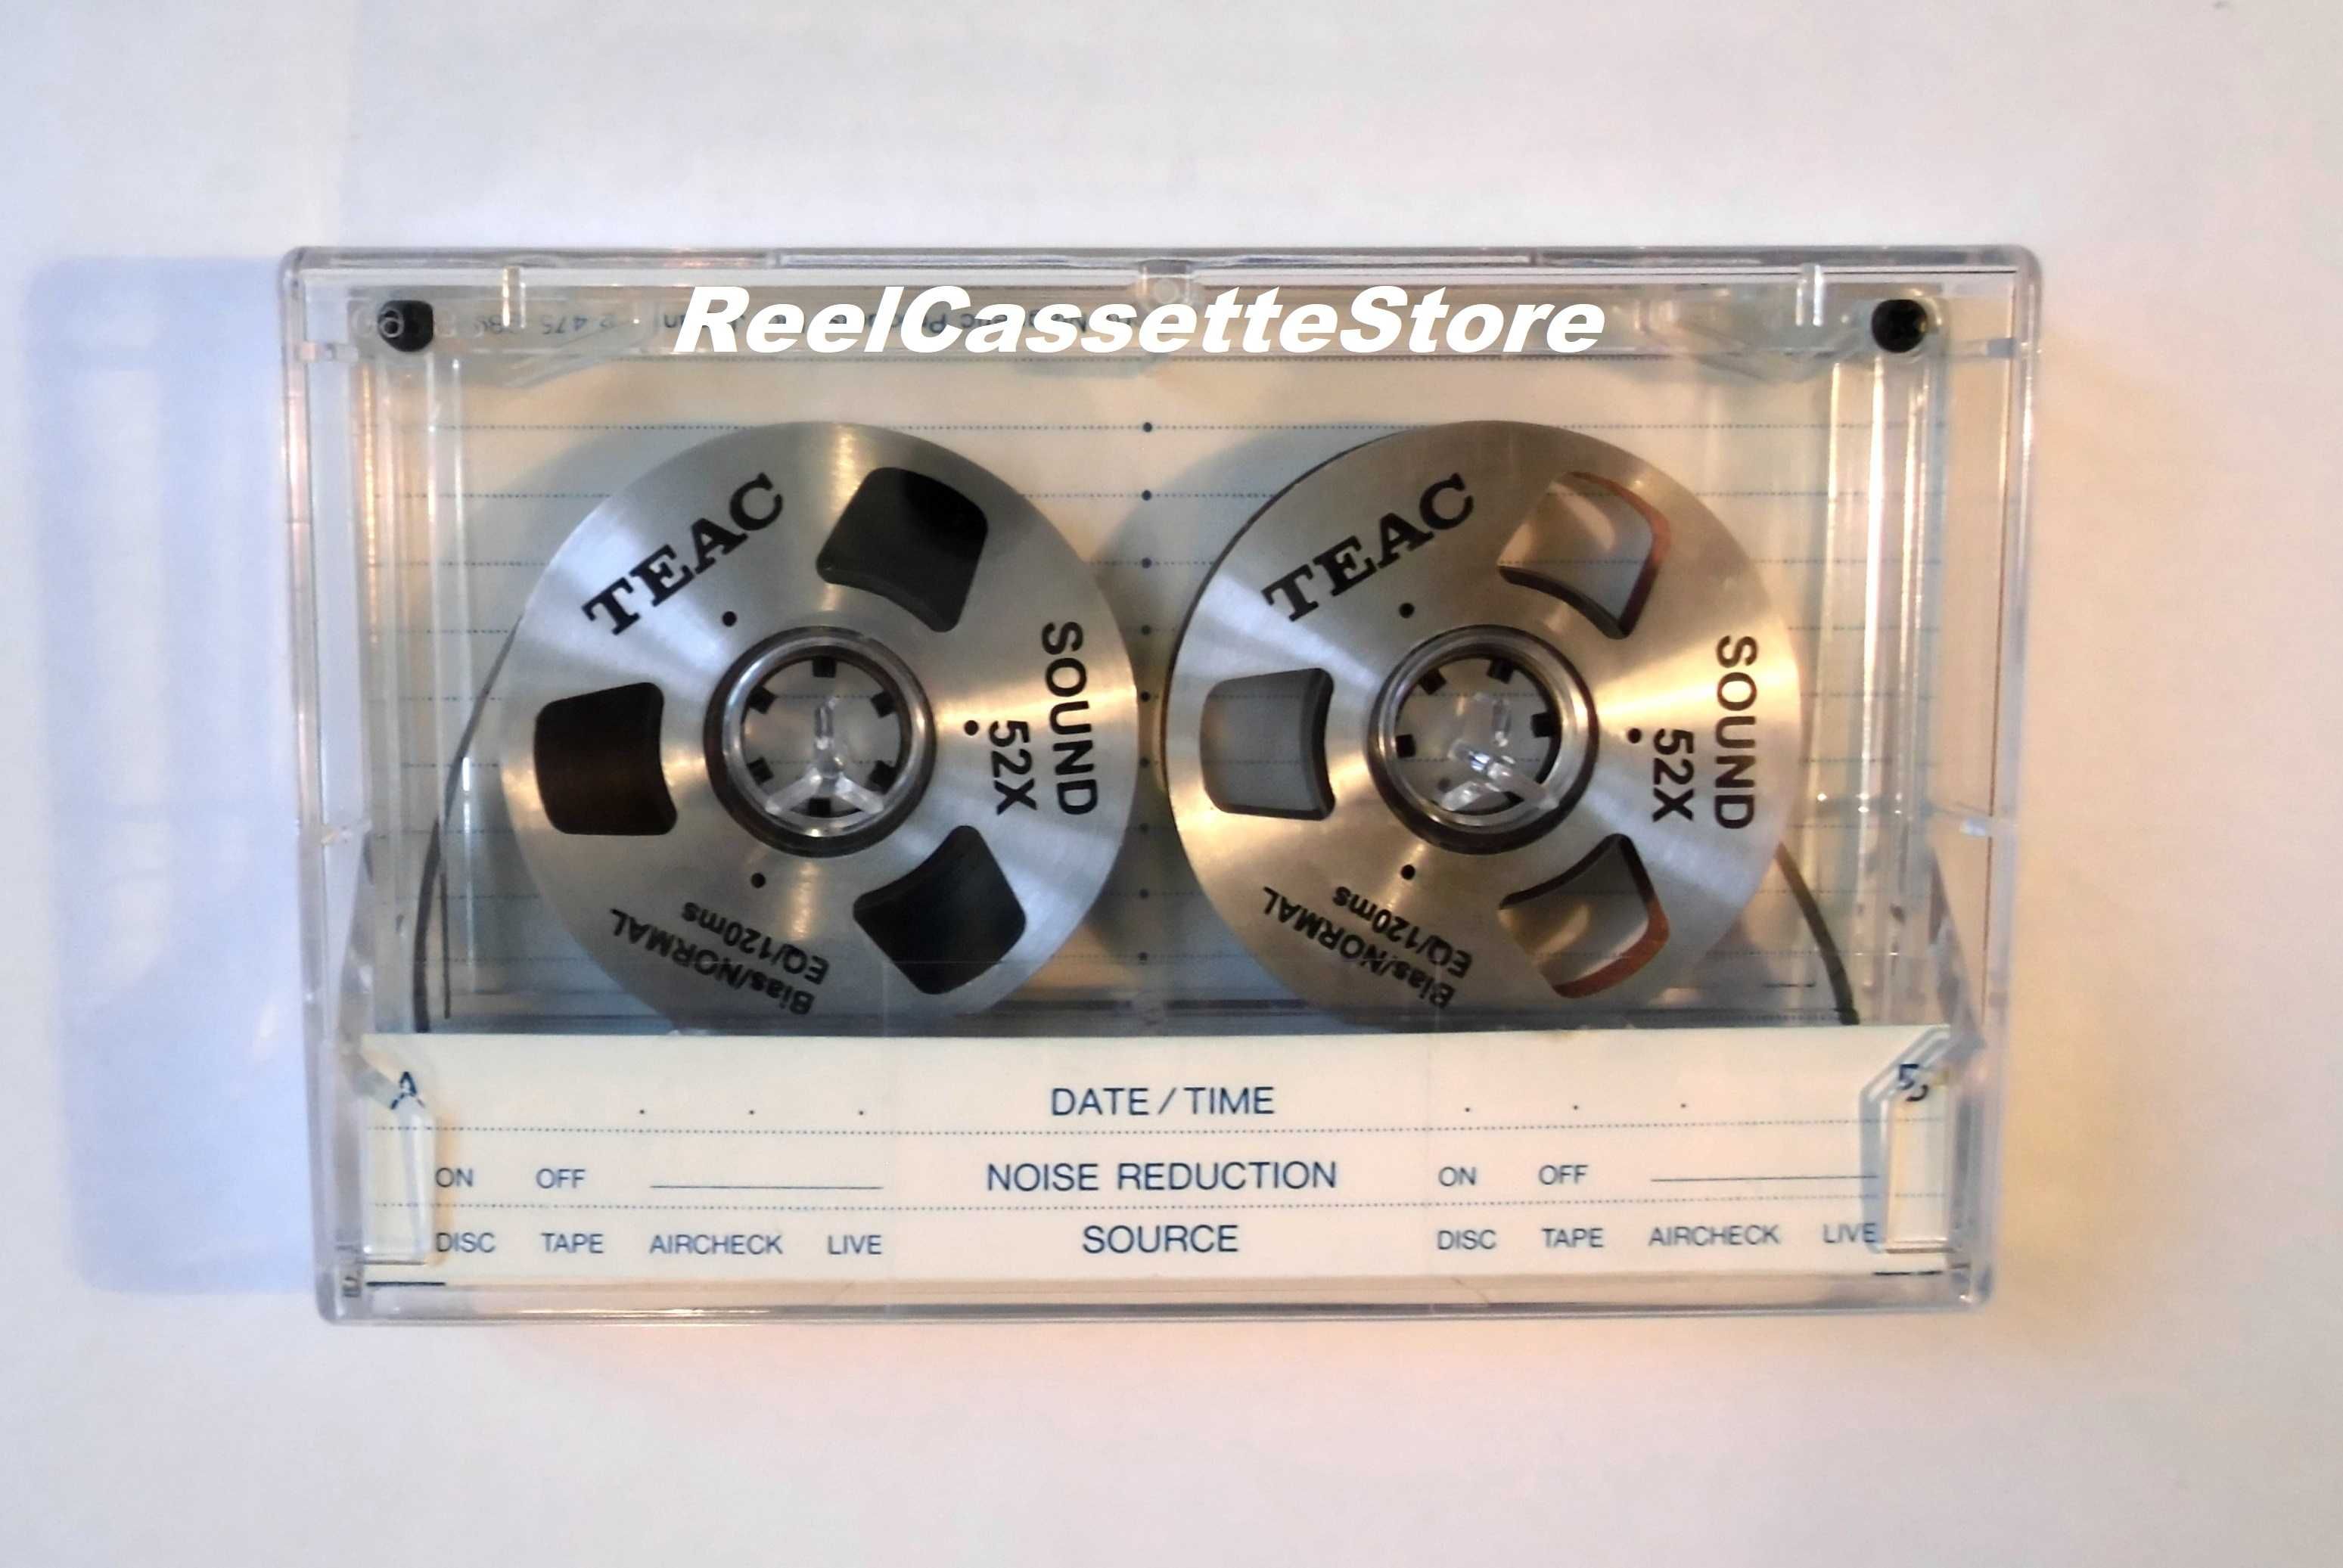 ReelCassetteStore
TEAC
SOUND
52X
Bias/NORMAL
EQ/120ms
TEAC
SOUND
52X
Bias/NORMAL
EQ/120ms
A
DATE/TIME
ON OFF NOISE REDUCTION ON OFF
DISC TAPE AIRCHECK LIVE SOURCE DISC TAPE AIRCHECK LIVE